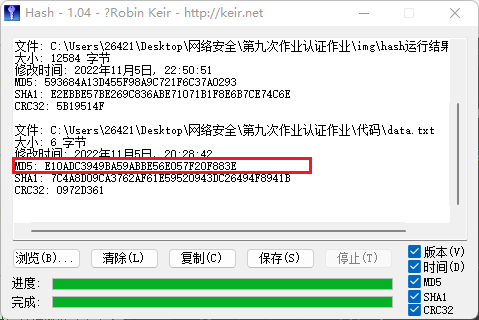 Hash - 1.04 - ?Robin Keir - http://keir.net
文件: C:\Users\26421\Desktop\网络安全\第九次作业认证作业\img\hash运行结果
大小: 12584 字节
修改时间: 2022年11月5日, 22:50:51
MD5: 593684A13D455F98A9C721F6C37A0293
SHA1: E2EBBE57BE269C836ABE71071B1F8E6B7CE74C6E
CRC32: 5B19514F
文件: C:\Users\26421\Desktop\网络安全\第九次作业认证作业\代码\data.txt
大小: 6 字节
修改时间: 2022年11月5日, 20:28:42
MD5: E10ADC3949BA59ABBE56E057F20F883E
SHA1: 7C4A8D09CA3762AF61E59520943DC26494F8941B
CRC32: 0972D361
浏览(B)... 清除(L) 复制(C) 保存(S) 停止(T)
版本(V)
时间(D)
MD5
SHA1
CRC32
进度:
完成: